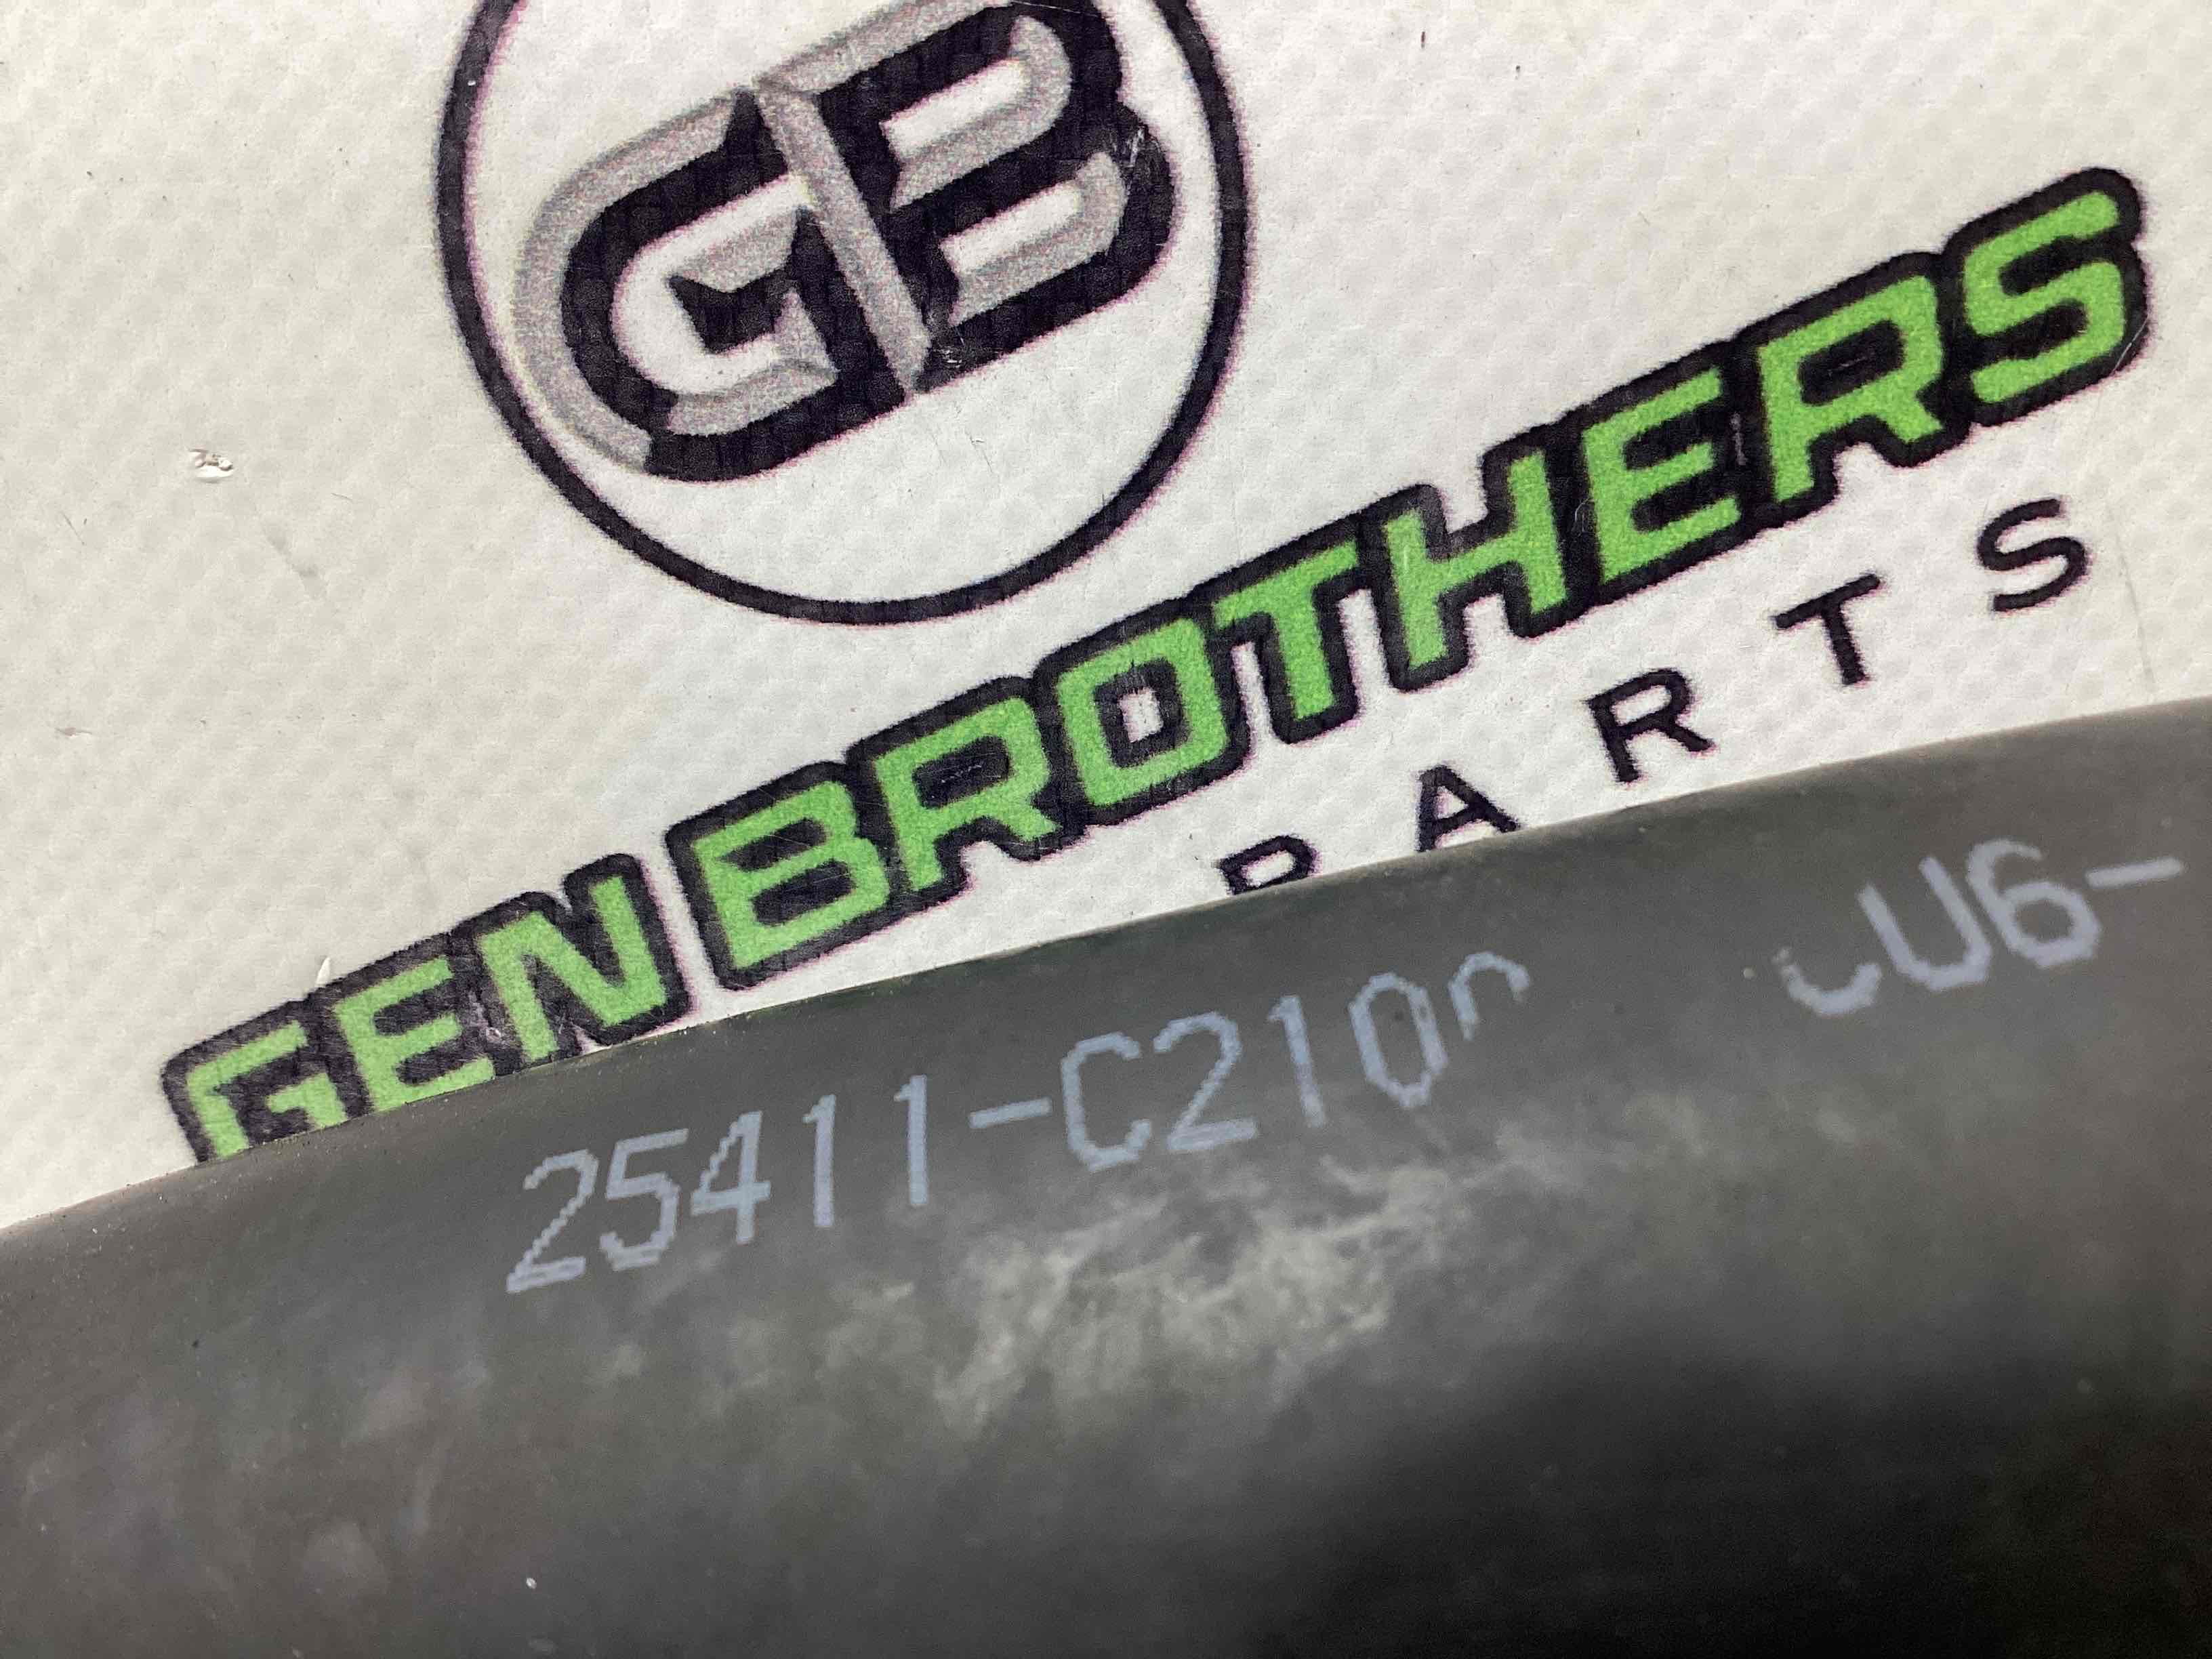 GB
GEN BROTHERS
PARTS
25411-C210